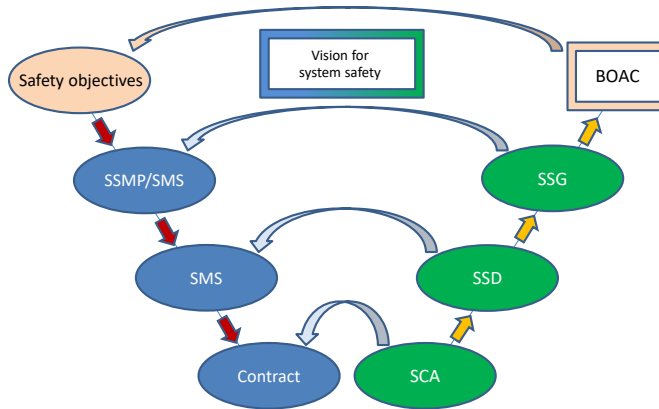 Vision for
system safety
Safety objectives
BOAC
SSMP/SMS
SSG
SMS
SSD
Contract
SCA